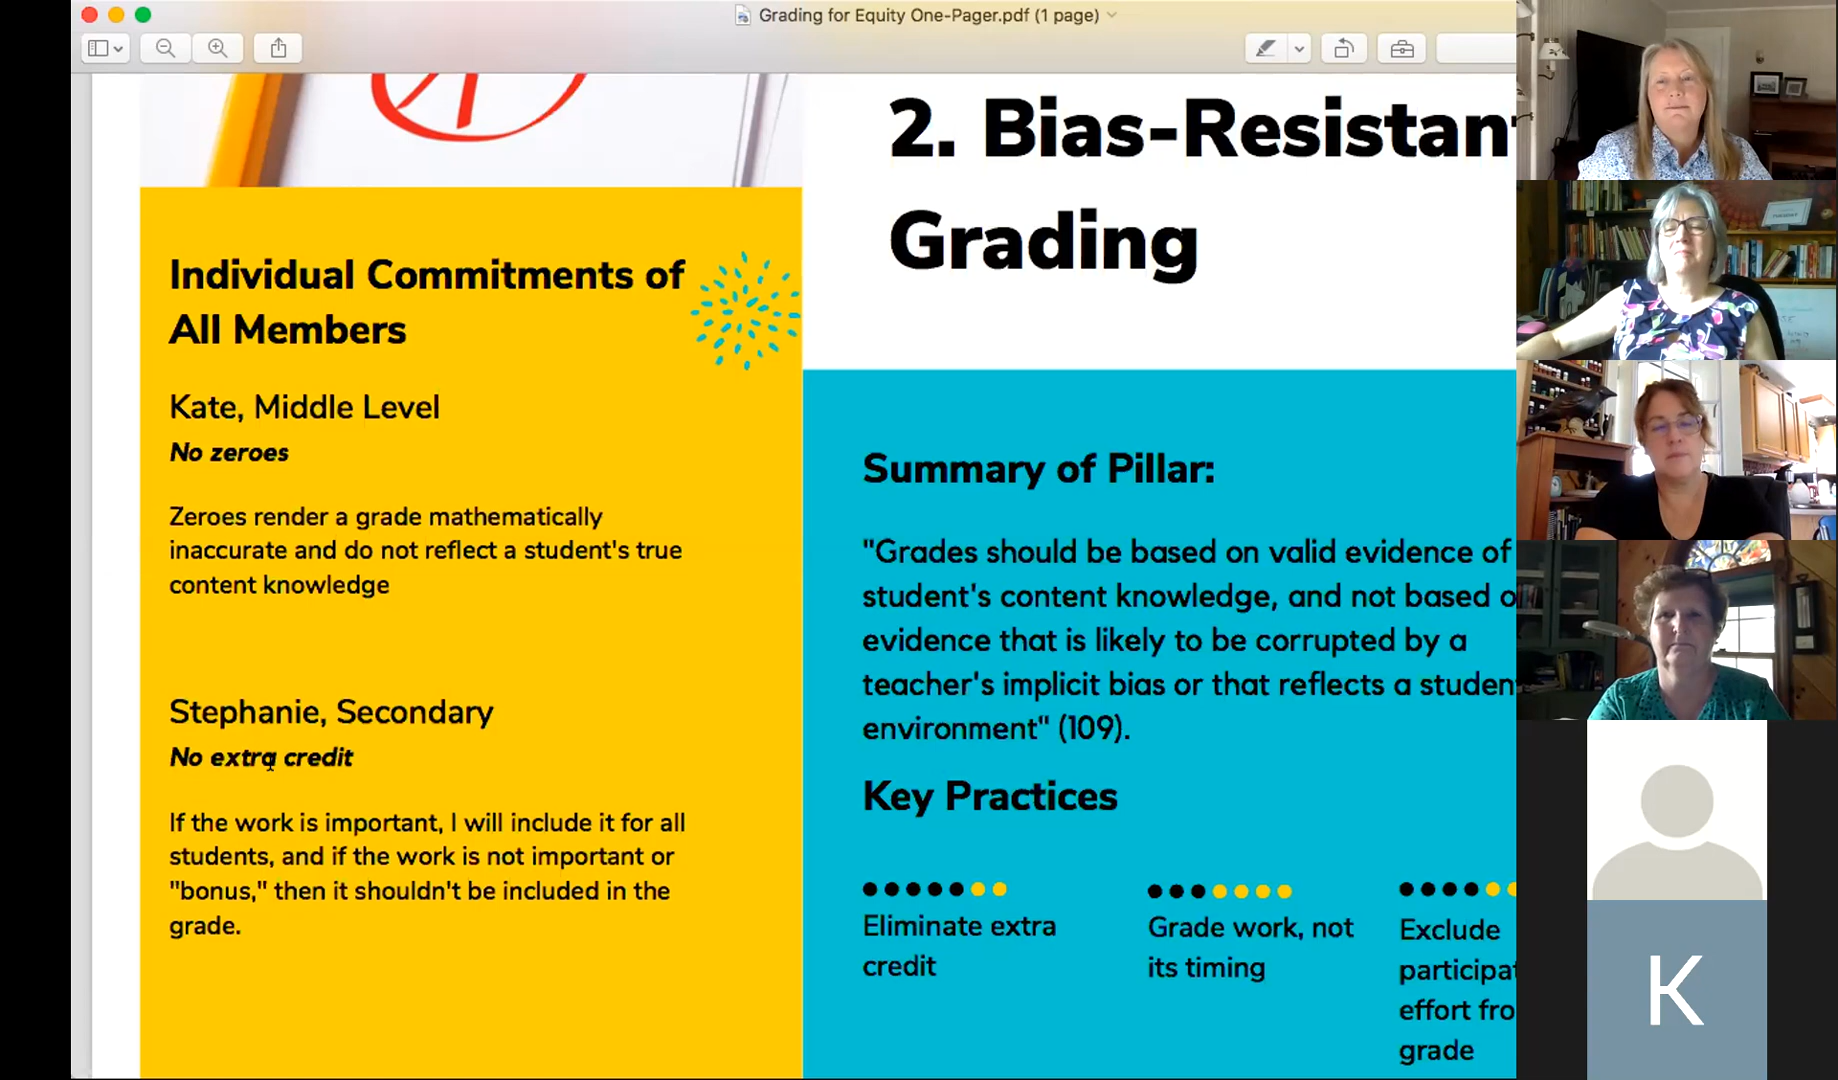 Grading for Equity One-Pager.pdf (1 page)
2. Bias-Resistant
Grading
Individual Commitments of
All Members
Kate, Middle Level
No zeroes
Zeroes render a grade mathematically
inaccurate and do not reflect a student's true
content knowledge
Stephanie, Secondary
No extra credit
If the work is important, I will include it for all
students, and if the work is not important or
"bonus," then it shouldn't be included in the
grade.
Summary of Pillar:
"Grades should be based on valid evidence of
student's content knowledge, and not based o
evidence that is likely to be corrupted by a
teacher's implicit bias or that reflects a studen
environment" (109).
Key Practices
Eliminate extra
credit
Grade work, not
its timing
Exclude
participat
effort fro
grade
K